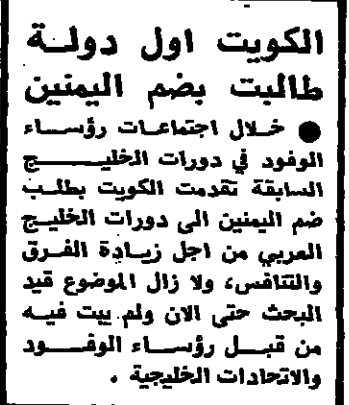 الكويت اول دولة
طالبت بضم اليمنين
● خلال اجتماعات رؤساء
الوفود في دورات الخليج
السابقة تقدمت الكويت بطلب
ضم اليمنين الى دورات الخليج
العربي من اجل زيادة الفرق
والتنافس، ولا زال الموضوع قيد
البحث حتى الان ولم يبت فيه
من قبل رؤساء الوفود
والاتحادات الخليجية .